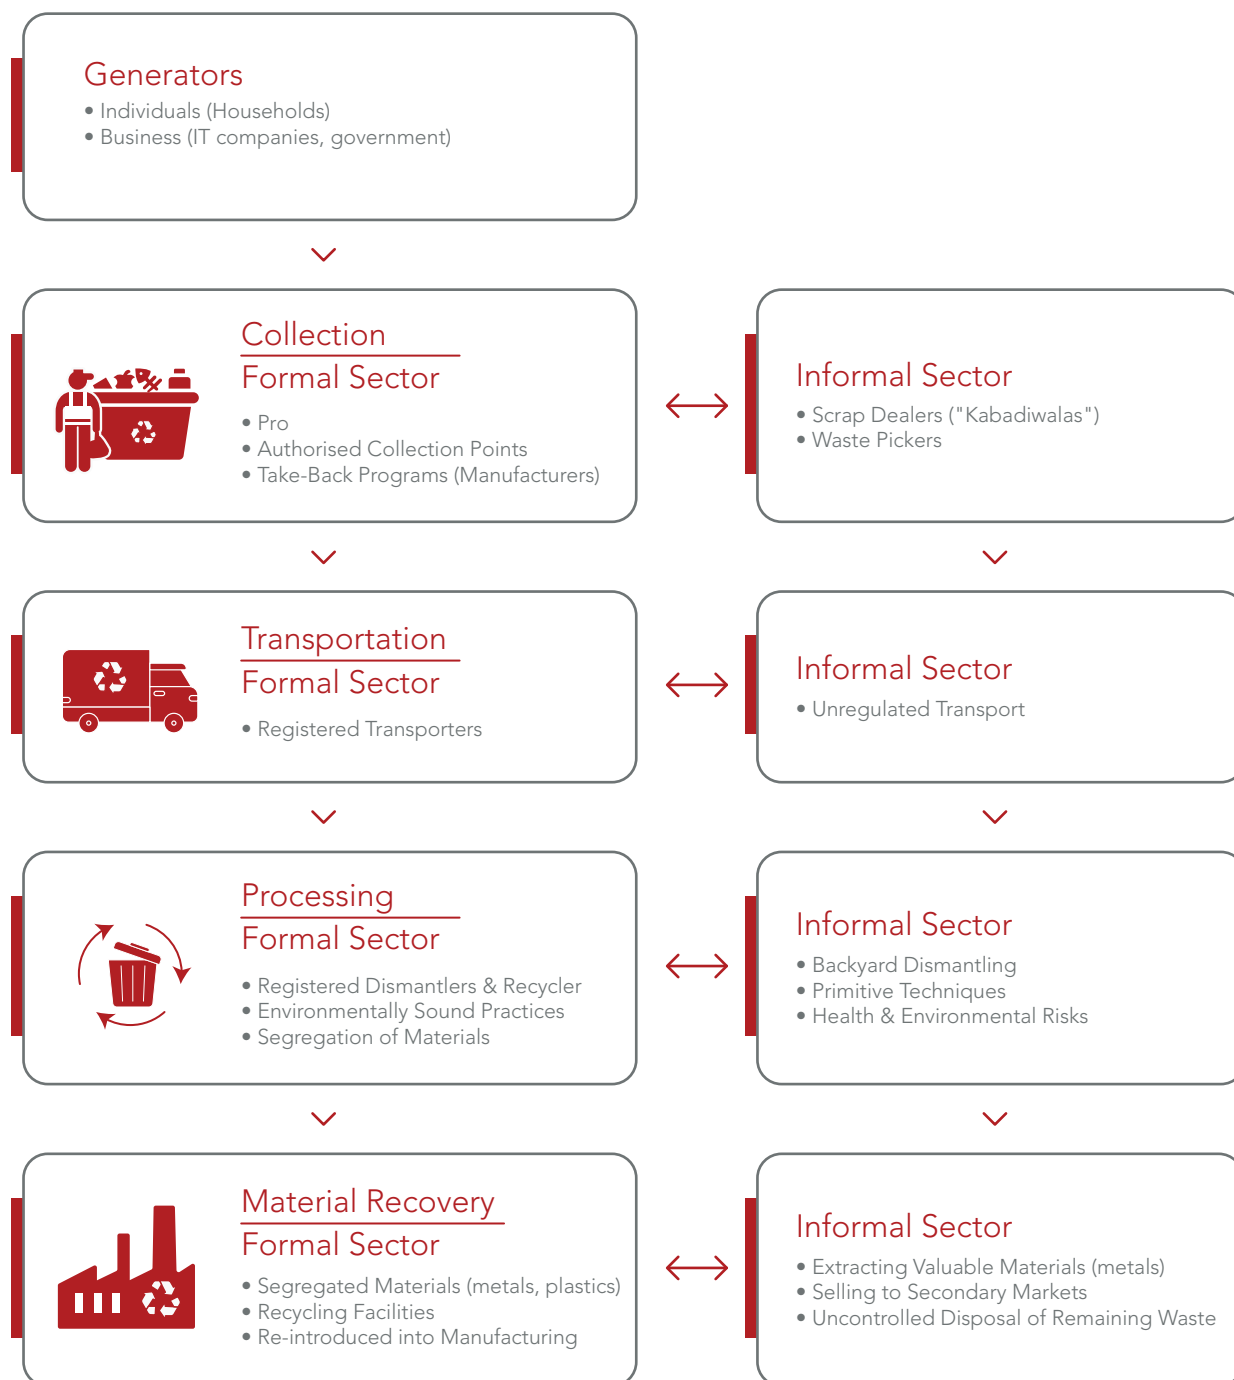 Generators
• Individuals (Households)
• Business (IT companies, government)
Collection
Formal Sector
• Pro
• Authorised Collection Points
• Take-Back Programs (Manufacturers)
Informal Sector
• Scrap Dealers ("Kabadiwalas")
• Waste Pickers
Transportation
Formal Sector
• Registered Transporters
Informal Sector
• Unregulated Transport
Processing
Formal Sector
• Registered Dismantlers & Recycler
• Environmentally Sound Practices
• Segregation of Materials
Informal Sector
• Backyard Dismantling
• Primitive Techniques
• Health & Environmental Risks
Material Recovery
Formal Sector
• Segregated Materials (metals, plastics)
• Recycling Facilities
• Re-introduced into Manufacturing
Informal Sector
• Extracting Valuable Materials (metals)
• Selling to Secondary Markets
• Uncontrolled Disposal of Remaining Waste